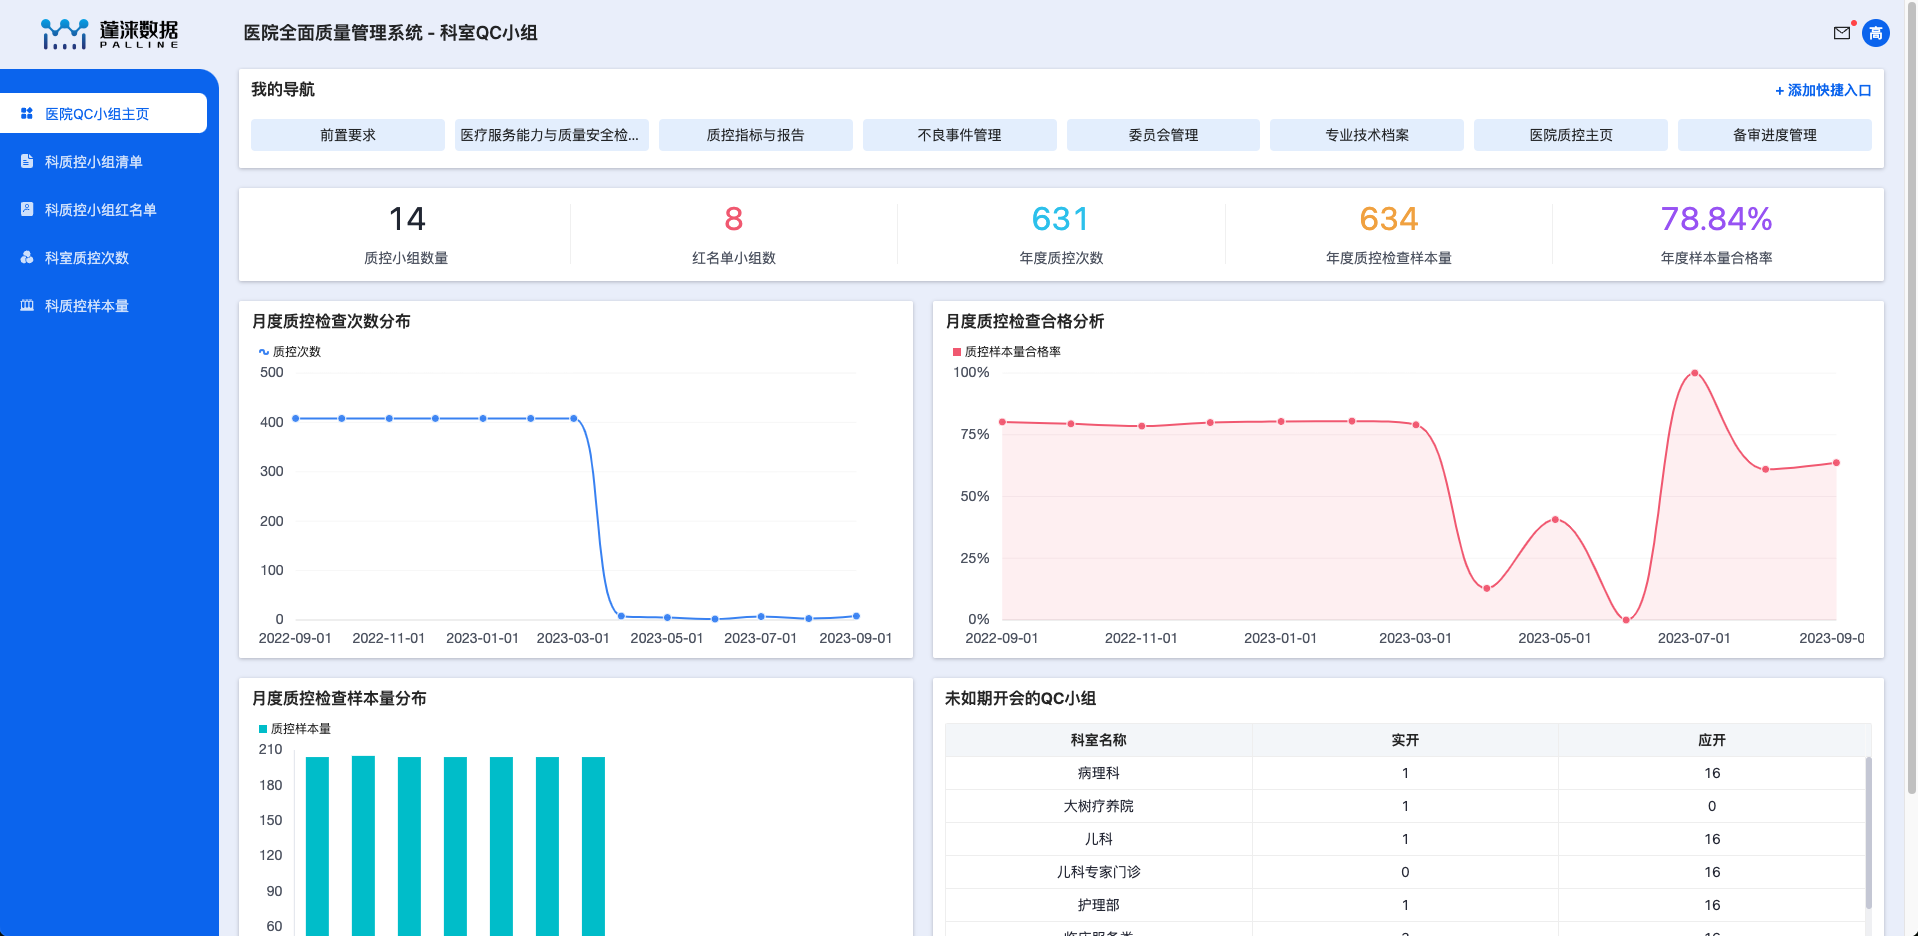 蓬涞数据
PALLINE
医院全面质量管理系统 - 科室QC小组
高
医院QC小组主页
科质控小组清单
科质控小组红名单
科室质控次数
科质控样本量
我的导航
+ 添加快捷入口
前置要求
医疗服务能力与质量安全检...
质控指标与报告
不良事件管理
委员会管理
专业技术档案
医院质控主页
备审进度管理
14
质控小组数量
8
红名单小组数
631
年度质控次数
634
年度质控检查样本量
78.84%
年度样本量合格率
月度质控检查次数分布
质控次数
500
400
300
200
100
0
2022-09-01 2022-11-01 2023-01-01 2023-03-01 2023-05-01 2023-07-01 2023-09-01
月度质控检查合格分析
质控样本量合格率
100%
75%
50%
25%
0%
2022-09-01 2022-11-01 2023-01-01 2023-03-01 2023-05-01 2023-07-01 2023-09-0
月度质控检查样本量分布
质控样本量
210
180
150
120
90
60
未如期开会的QC小组
科室名称 实开 应开
病理科 1 16
大树疗养院 1 0
儿科 1 16
儿科专家门诊 0 16
护理部 1 16